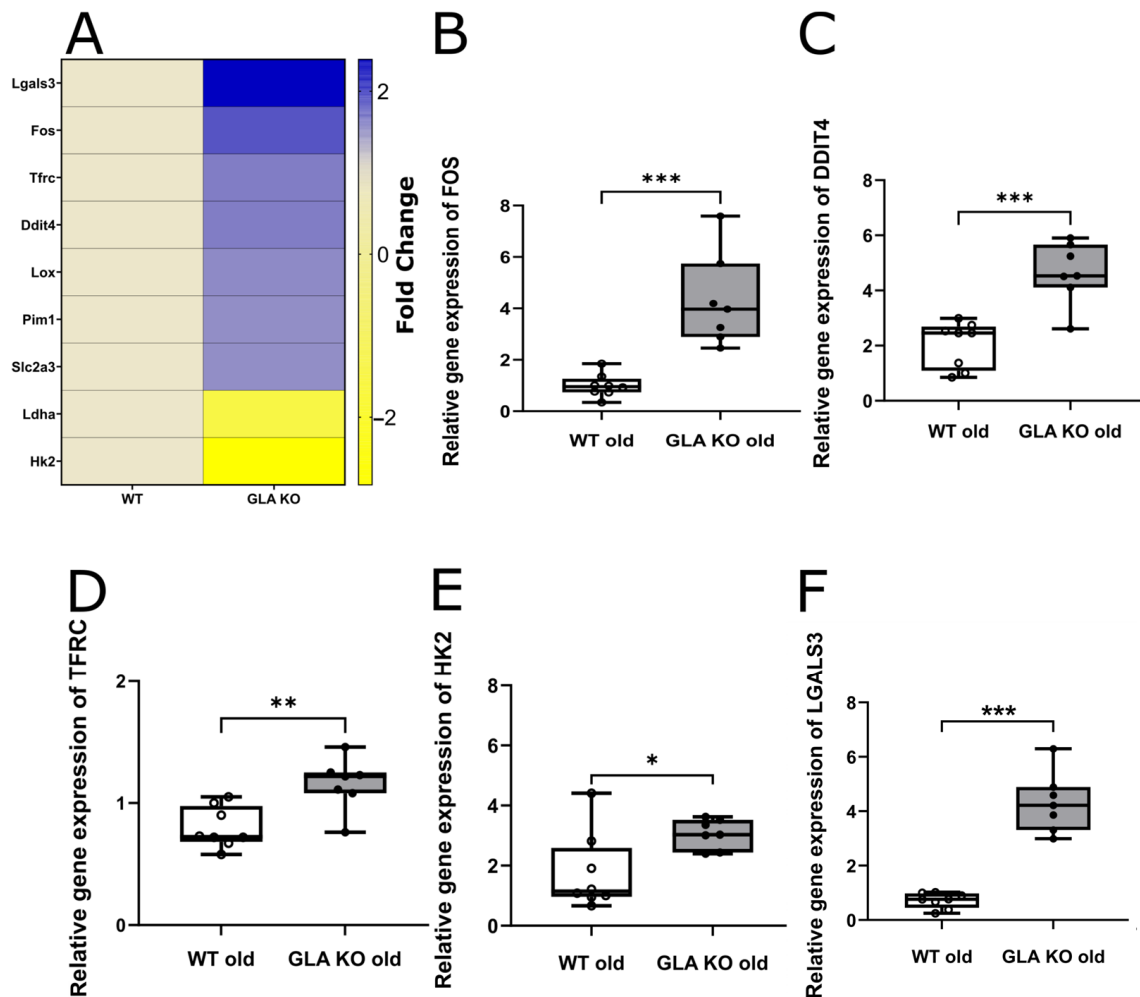 A
Lgals3
Fos
Tfrc
Ddit4
Lox
Pim1
Slc2a3
Ldha
Hk2
WT
GLA KO
2
0
−2
Fold Change
B
Relative gene expression of FOS
8
6
4
2
0
***
WT old
GLA KO old
C
Relative gene expression of DDIT4
8
6
4
2
0
***
WT old
GLA KO old
D
Relative gene expression of TFRC
2
1
0
**
WT old
GLA KO old
E
Relative gene expression of HK2
8
6
4
2
0
*
WT old
GLA KO old
F
Relative gene expression of LGALS3
8
6
4
2
0
***
WT old
GLA KO old